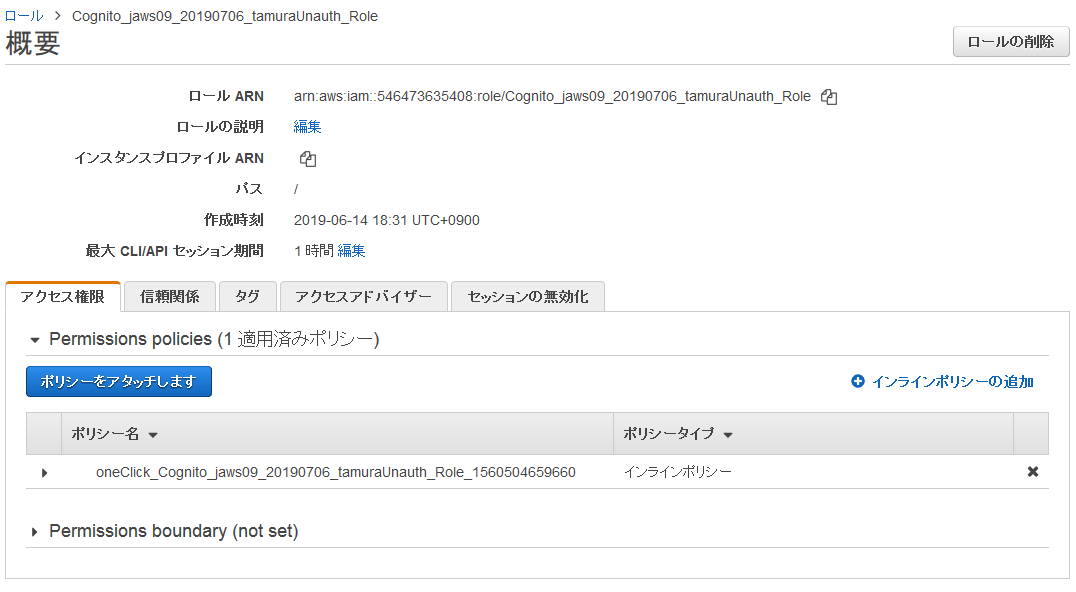 ロール > Cognito_jaws09_20190706_tamuraUnauth_Role
概要
ロールの削除
ロール ARN arn:aws:iam::546473635408:role/Cognito_jaws09_20190706_tamuraUnauth_Role
ロールの説明 編集
インスタンスプロファイル ARN
パス /
作成時刻 2019-06-14 18:31 UTC+0900
最大 CLI/API セッション期間 1 時間 編集
アクセス権限 信頼関係 タグ アクセスアドバイザー セッションの無効化
Permissions policies (1 適用済みポリシー)
ポリシーをアタッチします インラインポリシーの追加
ポリシー名 ポリシータイプ
oneClick_Cognito_jaws09_20190706_tamuraUnauth_Role_1560504659660 インラインポリシー
Permissions boundary (not set)